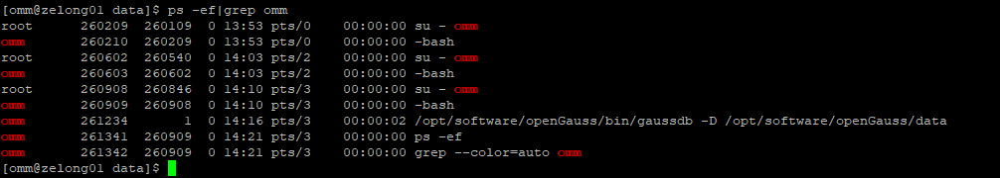 [omm@zelong01 data]$ ps -ef|grep omm
root      260209  260109  0 13:53 pts/0    00:00:00 su - omm
omm       260210  260209  0 13:53 pts/0    00:00:00 -bash
root      260602  260540  0 14:03 pts/2    00:00:00 su - omm
omm       260603  260602  0 14:03 pts/2    00:00:00 -bash
root      260908  260846  0 14:10 pts/3    00:00:00 su - omm
omm       260909  260908  0 14:10 pts/3    00:00:00 -bash
omm       261234       1  0 14:16 pts/3    00:00:02 /opt/software/openGauss/bin/gaussdb -D /opt/software/openGauss/data
omm       261341  260909  0 14:21 pts/3    00:00:00 ps -ef
omm       261342  260909  0 14:21 pts/3    00:00:00 grep --color=auto omm
[omm@zelong01 data]$